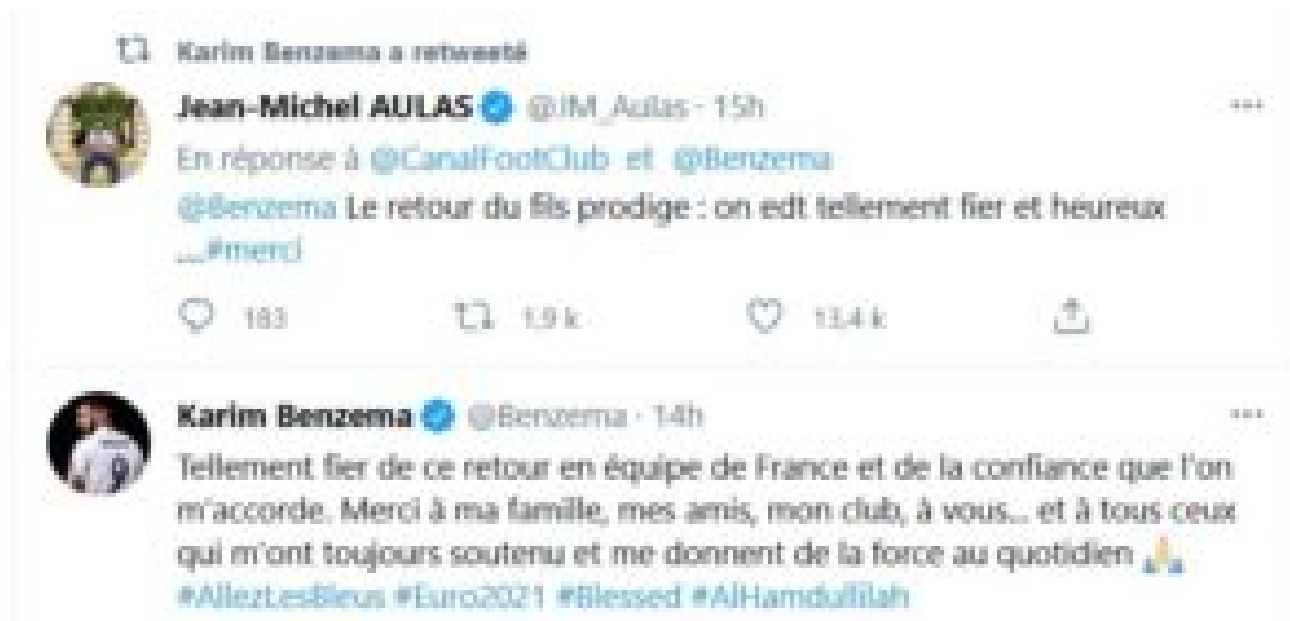 Karim Benzema a retweeté
Jean-Michel AULAS @JM_Aulas · 15h
En réponse à @CanalFootClub et @Benzema
@Benzema Le retour du fils prodige : on edt tellement fier et heureux
...#merci
183 1,9 k 13,4 k
Karim Benzema @Benzema · 14h
Tellement fier de ce retour en équipe de France et de la confiance que l'on
m'accorde. Merci à ma famille, mes amis, mon club, à vous... et à tous ceux
qui m'ont toujours soutenu et me donnent de la force au quotidien
#AllezLesBleus #Euro2021 #Blessed #AlHamdullilah